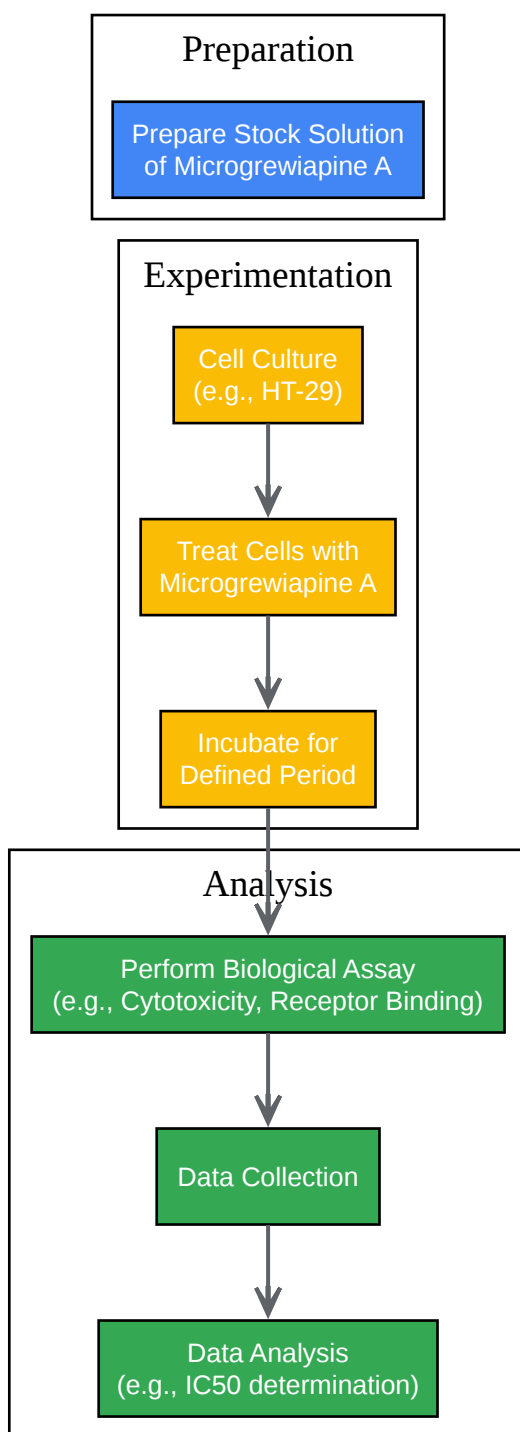 Preparation
Prepare Stock Solution
of Microgrewiapine A
Experimentation
Cell Culture
(e.g., HT-29)
Treat Cells with
Microgrewiapine A
Incubate for
Defined Period
Analysis
Perform Biological Assay
(e.g., Cytotoxicity, Receptor Binding)
Data Collection
Data Analysis
(e.g., IC50 determination)